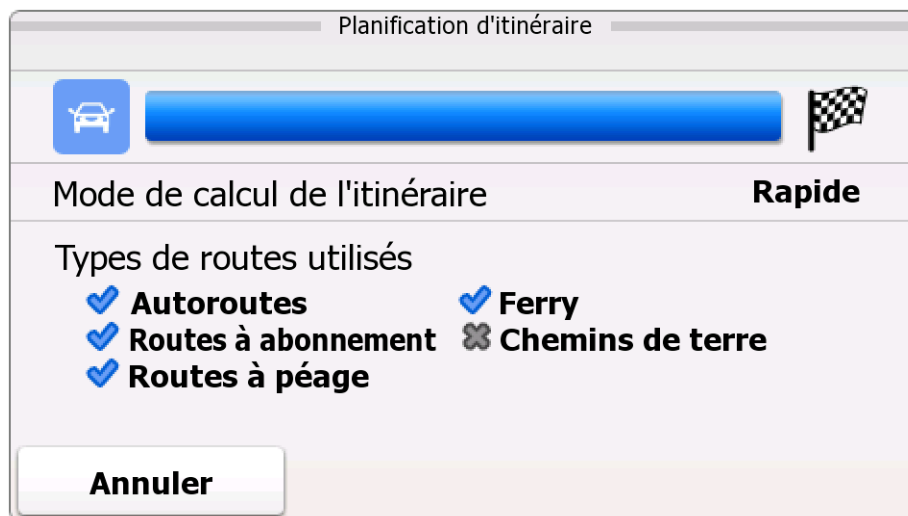 Planification d'itinéraire
Mode de calcul de l'itinéraire Rapide
Types de routes utilisés
Autoroutes Ferry
Routes à abonnement Chemins de terre
Routes à péage
Annuler